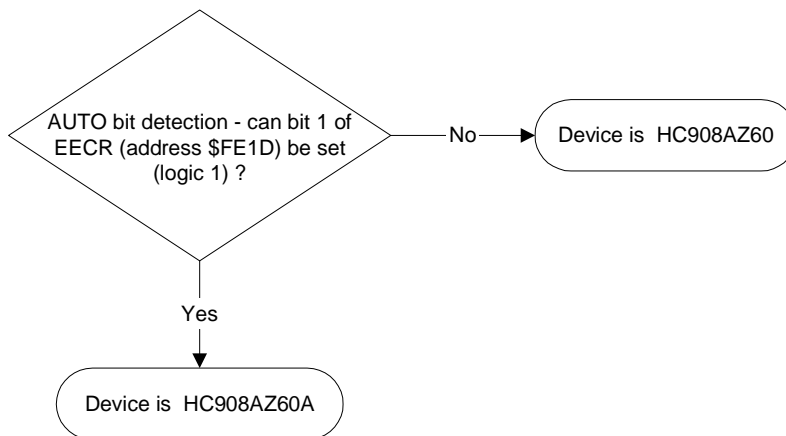 AUTO bit detection - can bit 1 of
EECR (address $FE1D) be set
(logic 1) ?
No
Device is HC908AZ60
Yes
Device is HC908AZ60A